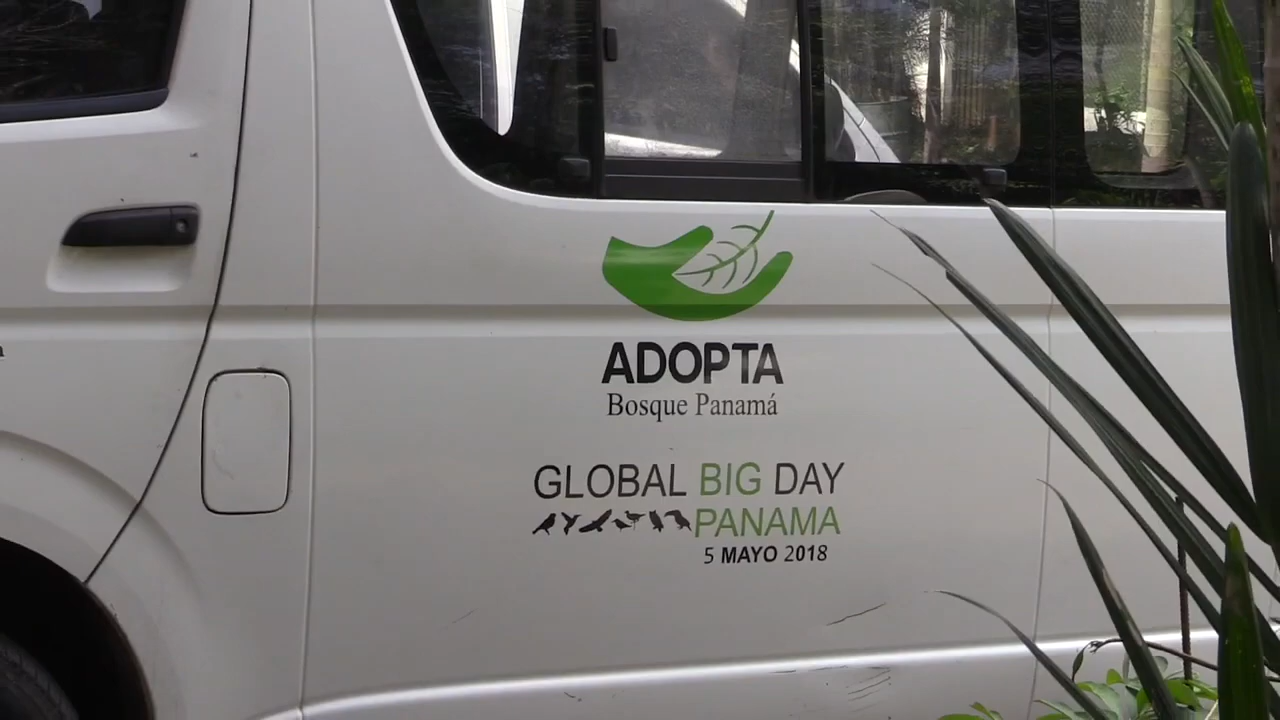 ADOPTA
Bosque Panamá
GLOBAL BIG DAY
PANAMA
5 MAYO 2018